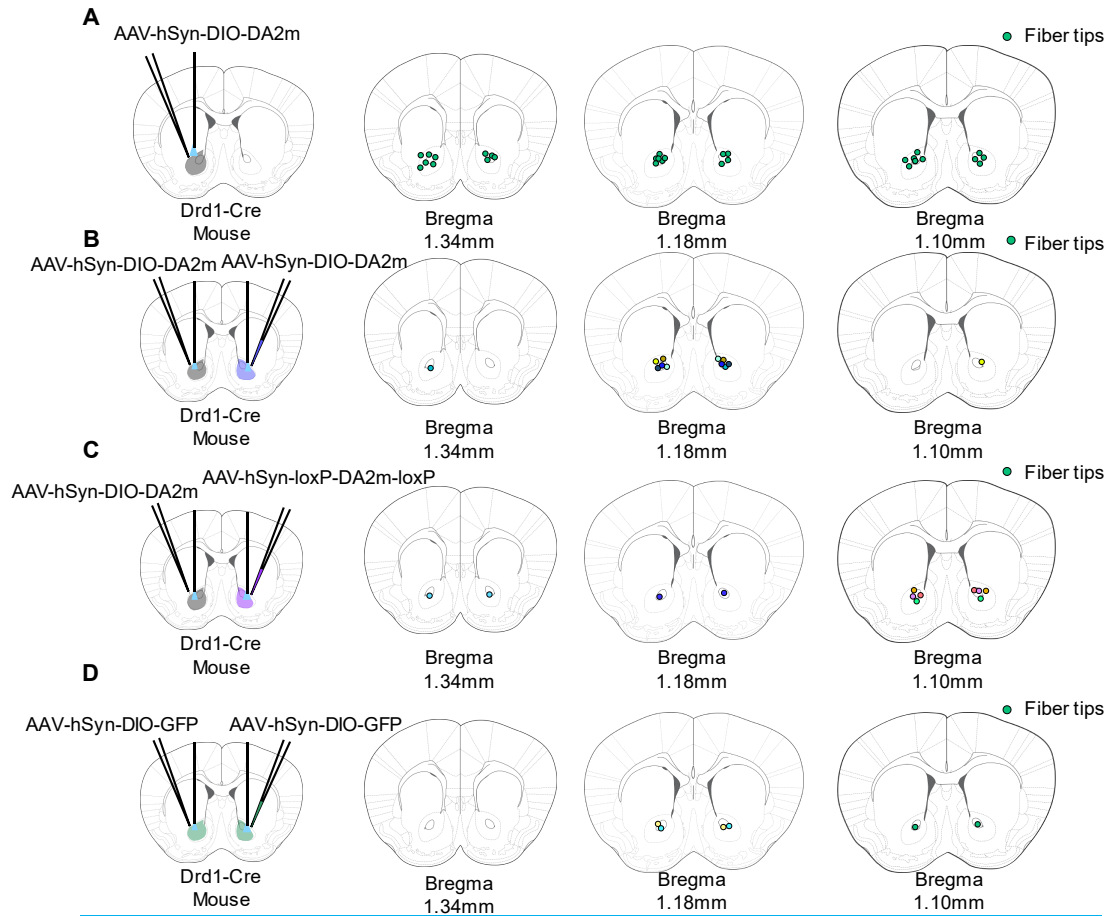 A
AAV-hSyn-DIO-DA2m
Fiber tips
Drd1-Cre
Mouse
Bregma
1.34mm
Bregma
1.18mm
Bregma
1.10mm
B
Fiber tips
AAV-hSyn-DIO-DA2m
AAV-hSyn-DIO-DA2m
Drd1-Cre
Mouse
Bregma
1.34mm
Bregma
1.18mm
Bregma
1.10mm
C
AAV-hSyn-DIO-DA2m
AAV-hSyn-loxP-DA2m-loxP
Fiber tips
Drd1-Cre
Mouse
Bregma
1.34mm
Bregma
1.18mm
Bregma
1.10mm
D
AAV-hSyn-DIO-GFP
AAV-hSyn-DIO-GFP
Fiber tips
Drd1-Cre
Mouse
Bregma
1.34mm
Bregma
1.18mm
Bregma
1.10mm